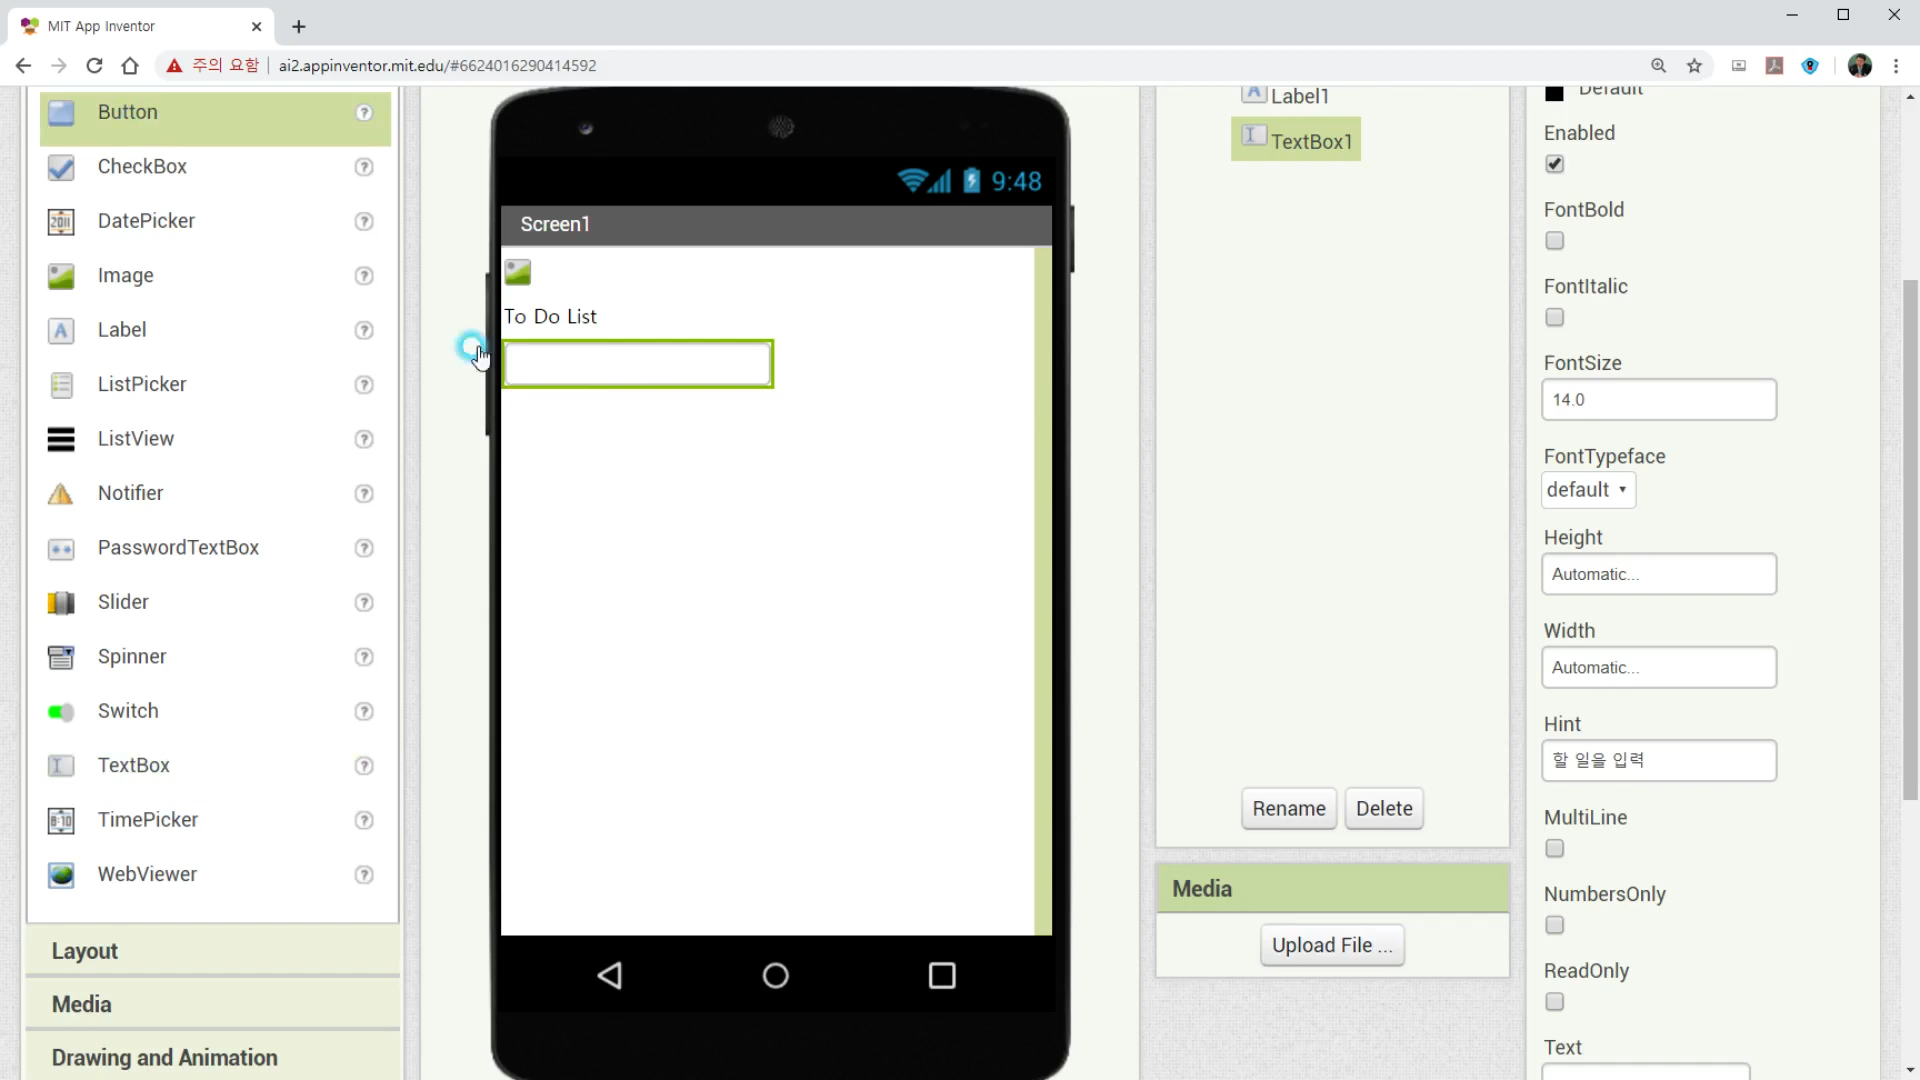 MIT App Inventor
주의 요함 ai2.appinventor.mit.edu/#6624016290414592
Button
CheckBox
DatePicker
Image
Label
ListPicker
ListView
Notifier
PasswordTextBox
Slider
Spinner
Switch
TextBox
TimePicker
WebViewer
Layout
Media
Drawing and Animation
9:48
Screen1
To Do List
Label1
TextBox1
Rename
Delete
Media
Upload File ...
Default
Enabled
FontBold
FontItalic
FontSize
14.0
FontTypeface
default
Height
Automatic...
Width
Automatic...
Hint
할 일을 입력
MultiLine
NumbersOnly
ReadOnly
Text